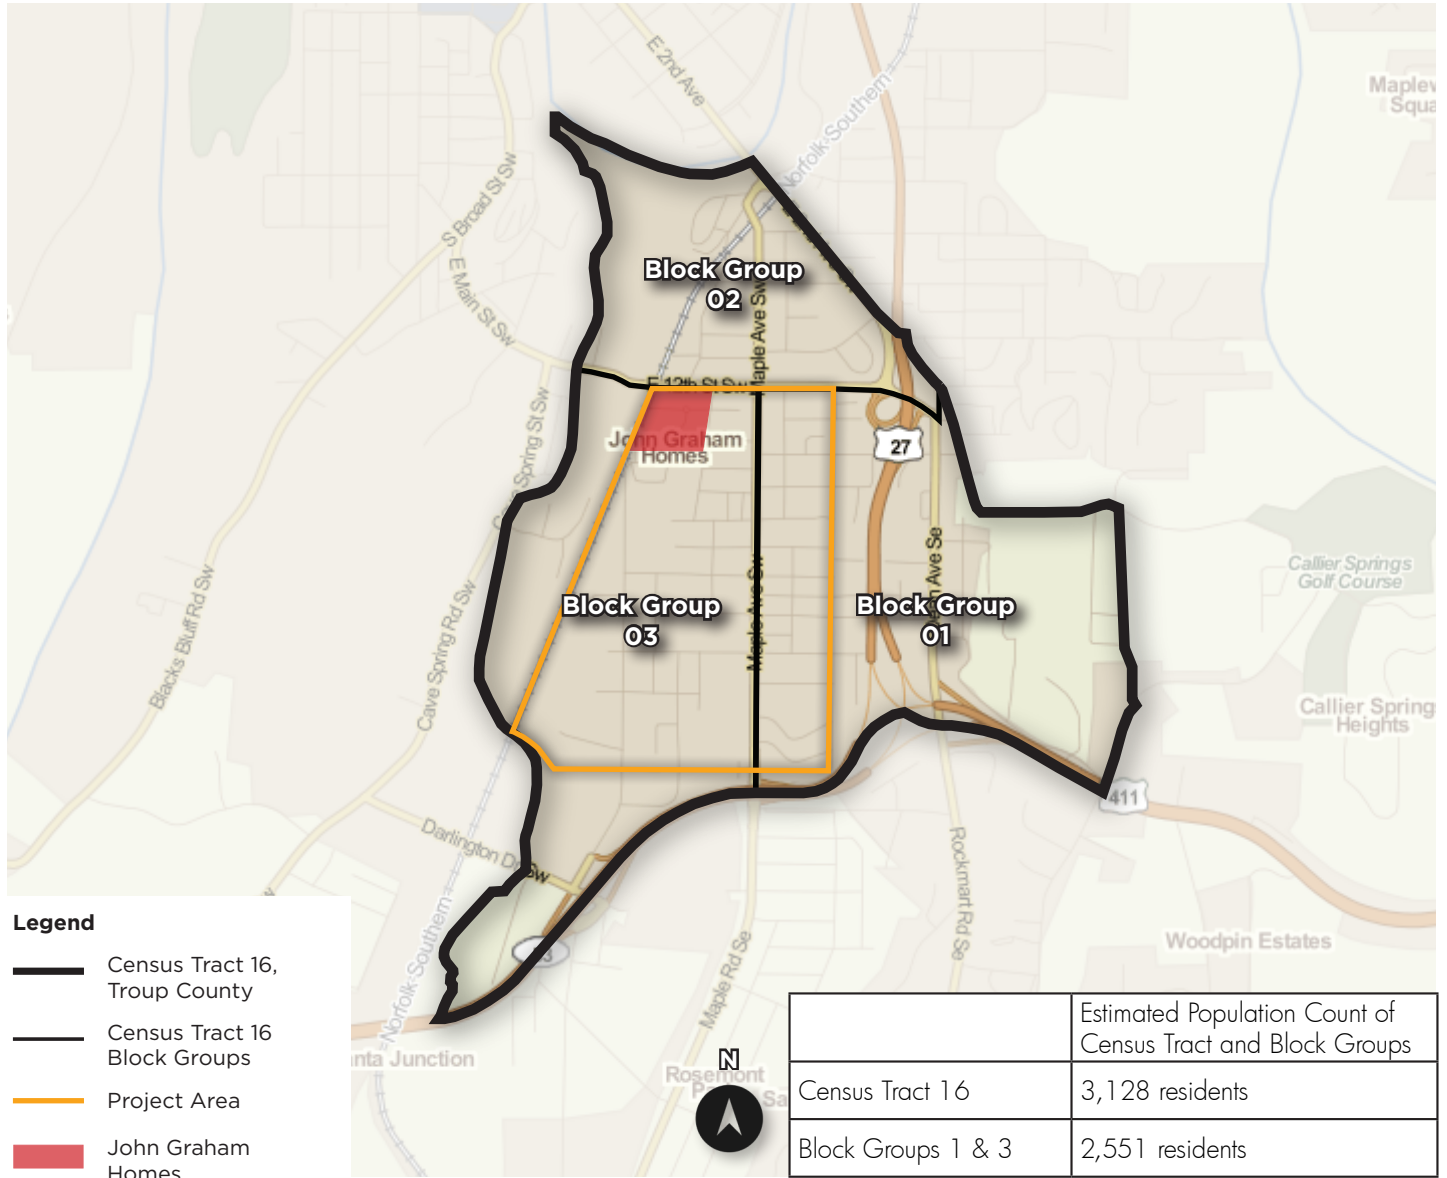 E 2nd Ave
Norfolk-Southern
S Broad St Sw
E Main St Sw
Block Group
02
Maple Ave Sw
E 12th St Sw
John Graham
Homes
27
Spring St Sw
Blacks Bluff Rd Sw
Cave Spring Rd Sw
Block Group
03
Maple Ave Sw
Block Group
01
Ave Se
Callier Springs
Golf Course
Heights
411
Darlington Dr Sw
Norfolk-Southern
Rockmart Rd Se
Maple Rd Se
Woodpin Estates
Junction
Rosemont
N
Legend
Census Tract 16,
Troup County
Census Tract 16
Block Groups
Project Area
John Graham
Homes
Estimated Population Count of
Census Tract and Block Groups
Census Tract 16
3,128 residents
Block Groups 1 & 3
2,551 residents